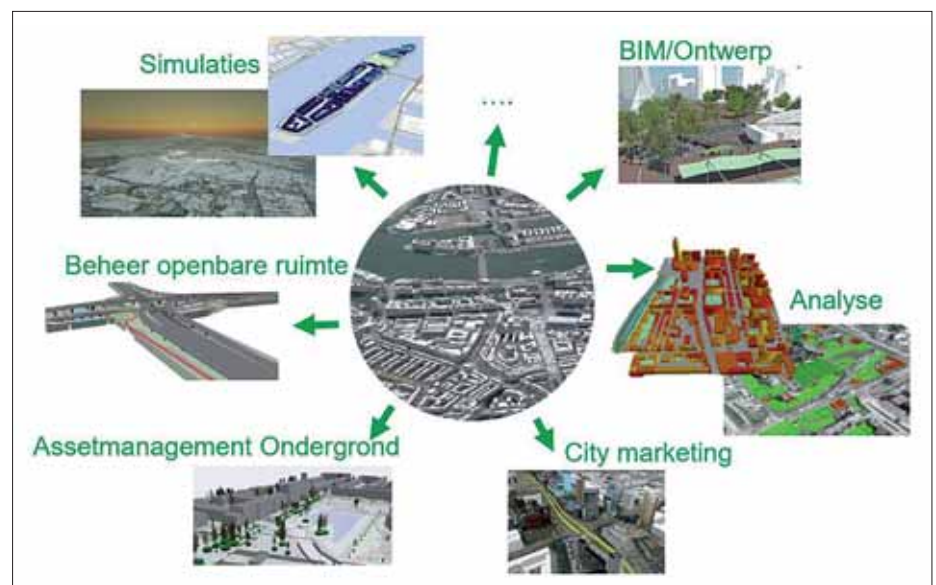 Simulaties
BIM/Ontwerp
....
Beheer openbare ruimte
Analyse
Assetmanagement Ondergrond
City marketing